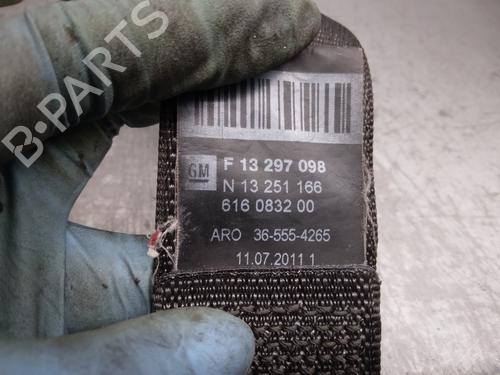 B-PARTS
GM
F 13 297 098
N 13 251 166
616 0832 00
ARO 36-555-4265
11.07.2011 1